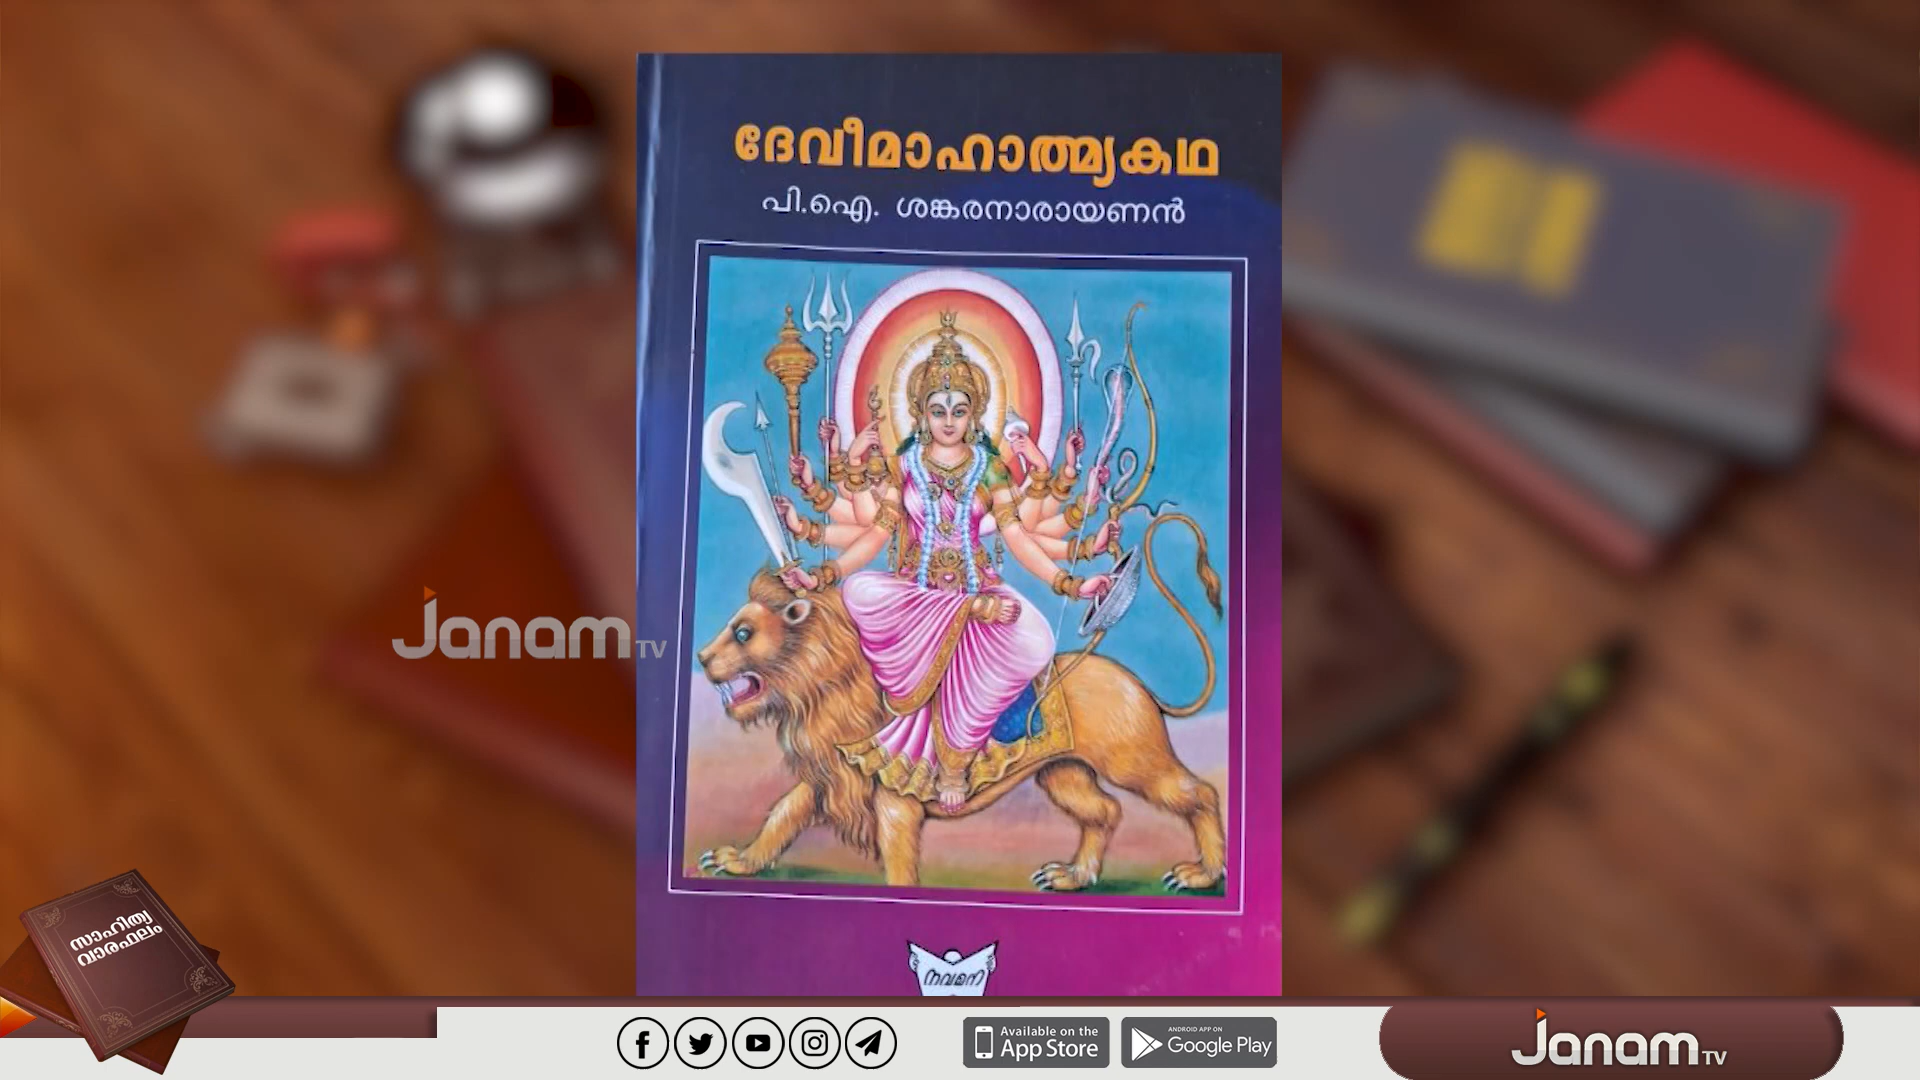 ദേവീമാഹാത്മ്യകഥ
പി.ഐ. ശങ്കരനാരായണൻ
Janam TV
നവമന
സാഹിത്യ
വാരഫലം
Available on the
App Store
ANDROID APP ON
Google Play
Janam TV